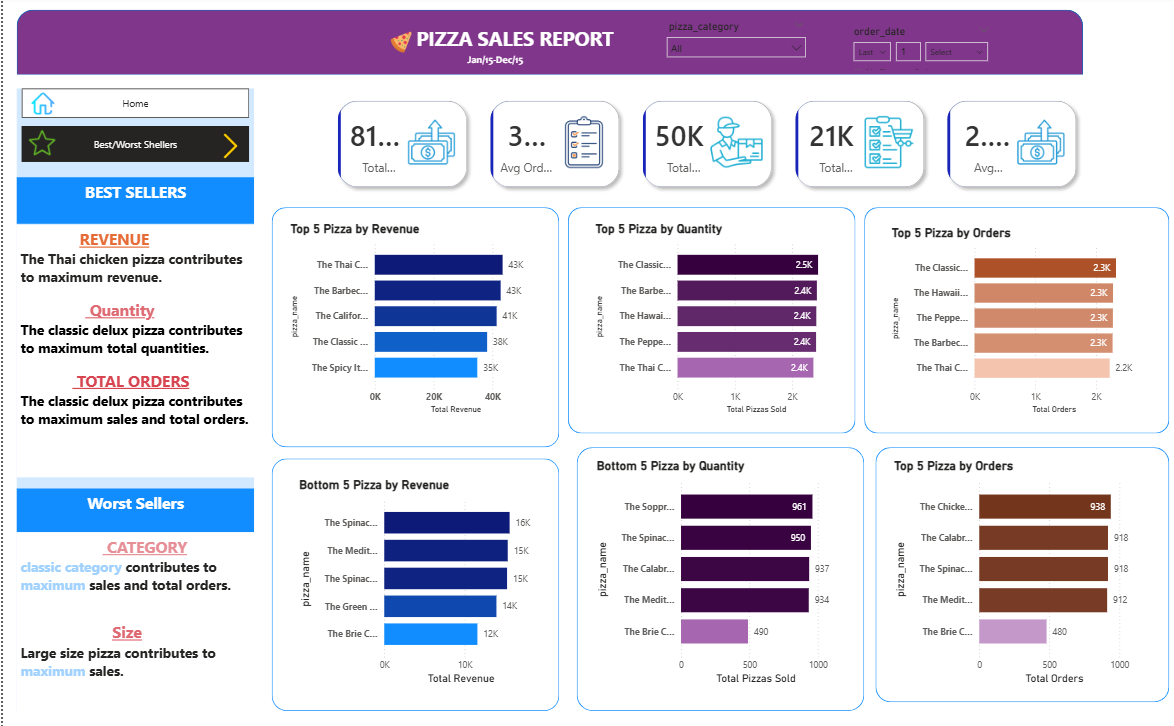 PIZZA SALES REPORT
Jan/15-Dec/15
pizza_category
All
order_date
Last
1
Select
Home
Best/Worst Shellers
BEST SELLERS
REVENUE
The Thai chicken pizza contributes
to maximum revenue.
Quantity
The classic delux pizza contributes
to maximum total quantities.
TOTAL ORDERS
The classic delux pizza contributes
to maximum sales and total orders.
Worst Sellers
CATEGORY
classic category contributes to
maximum sales and total orders.
Size
Large size pizza contributes to
maximum sales.
81...
Total...
3...
Avg Ord...
50K
Total...
21K
Total...
2....
Avg...
Top 5 Pizza by Revenue
pizza_name
The Thai C... 43K
The Barbec... 43K
The Califor... 41K
The Classic ... 38K
The Spicy It... 35K
0K 20K 40K
Total Revenue
Top 5 Pizza by Quantity
pizza_name
The Classic... 2.5K
The Barbe... 2.4K
The Hawai... 2.4K
The Peppe... 2.4K
The Thai C... 2.4K
0K 1K 2K
Total Pizzas Sold
Top 5 Pizza by Orders
pizza_name
The Classic... 2.3K
The Hawaii... 2.3K
The Peppe... 2.3K
The Barbec... 2.3K
The Thai C... 2.2K
0K 1K 2K
Total Orders
Bottom 5 Pizza by Revenue
pizza_name
The Spinac... 16K
The Medit... 15K
The Spinac... 15K
The Green ... 14K
The Brie C... 12K
0K 10K
Total Revenue
Bottom 5 Pizza by Quantity
pizza_name
The Soppr... 961
The Spinac... 950
The Calabr... 937
The Medit... 934
The Brie C... 490
0 500 1000
Total Pizzas Sold
Top 5 Pizza by Orders
pizza_name
The Chicke... 938
The Calabr... 918
The Spinac... 918
The Medit... 912
The Brie C... 480
0 500 1000
Total Orders